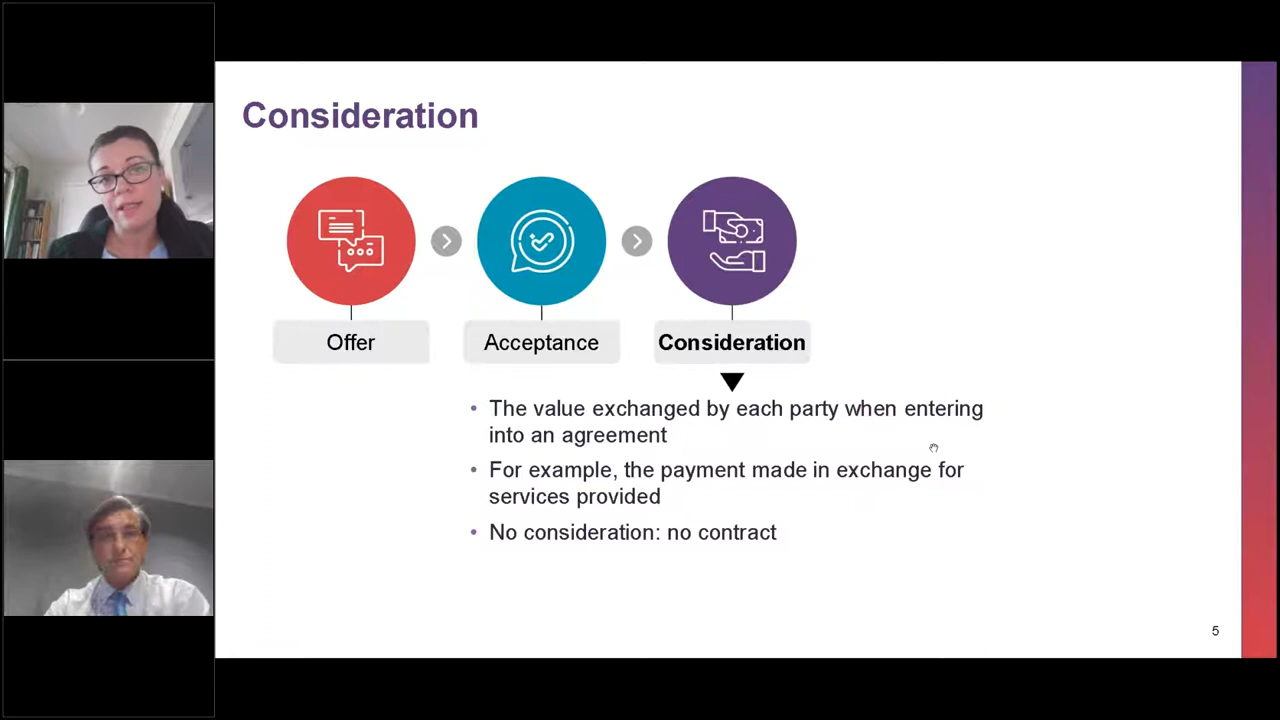 Consideration
Offer
Acceptance
Consideration
• The value exchanged by each party when entering
into an agreement
• For example, the payment made in exchange for
services provided
• No consideration: no contract
5